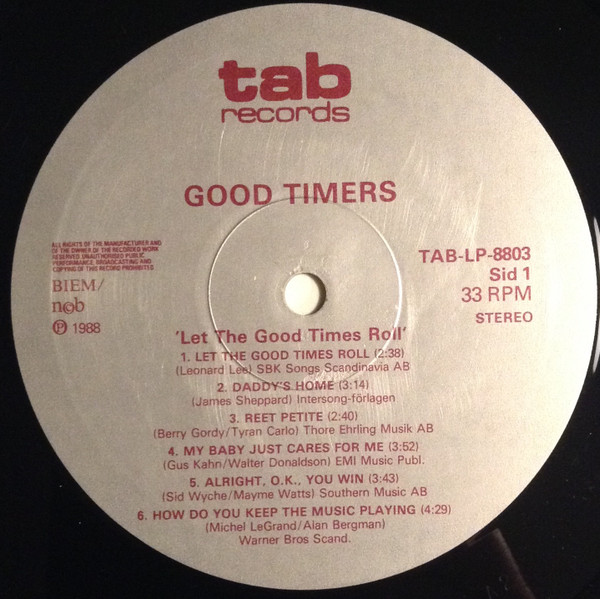 tab
records
GOOD TIMERS
ALL RIGHTS OF THE MANUFACTURER AND
OF THE OWNER OF THE RECORDED WORK
RESERVED. UNAUTHORISED PUBLIC
PERFORMANCE, BROADCASTING AND
COPYING OF THIS RECORD PROHIBITED
BIEM/
n©b
℗ 1988
TAB-LP-8803
Sid 1
33 RPM
STEREO
'Let The Good Times Roll'
1. LET THE GOOD TIMES ROLL (2:38)
(Leonard Lee) SBK Songs Scandinavia AB
2. DADDY'S HOME (3:14)
(James Sheppard) Intersong-förlagen
3. REET PETITE (2:40)
(Berry Gordy/Tyran Carlo) Thore Ehrling Musik AB
4. MY BABY JUST CARES FOR ME (3:52)
(Gus Kahn/Walter Donaldson) EMI Music Publ.
5. ALRIGHT, O.K., YOU WIN (3:43)
(Sid Wyche/Mayme Watts) Southern Music AB
6. HOW DO YOU KEEP THE MUSIC PLAYING (4:29)
(Michel LeGrand/Alan Bergman)
Warner Bros Scand.